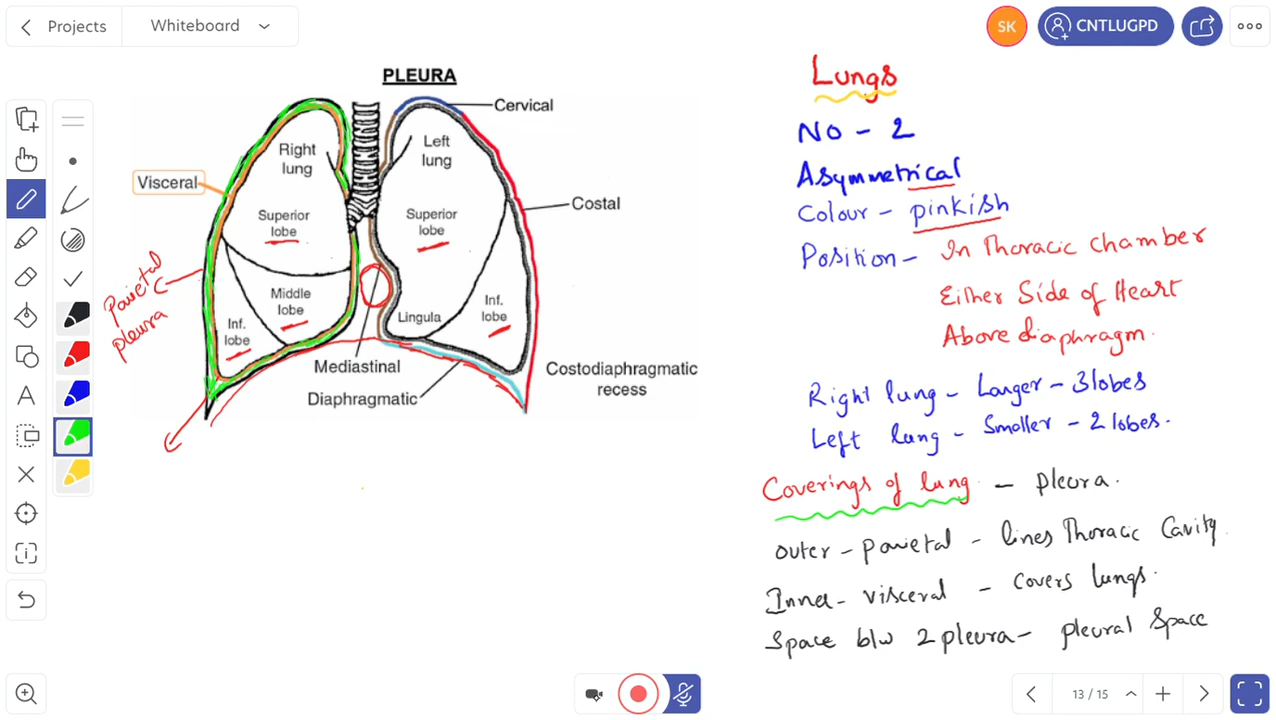 Projects
Whiteboard
SK
CNTLUGPD
PLEURA
Cervical
Right
lung
Left
lung
Visceral
Costal
Superior
lobe
Superior
lobe
Parietal
pleura
Middle
lobe
Inf.
lobe
Inf.
lobe
Lingula
Mediastinal
Diaphragmatic
Costodiaphragmatic
recess
Lungs
No - 2
Asymmetrical
Colour - pinkish
Position - In Thoracic chamber
Either Side of Heart
Above diaphragm.
Right lung - Larger - 3 lobes
Left lung - Smaller - 2 lobes.
Coverings of lung - Pleura.
Outer - parietal - lines Thoracic Cavity
Inner - visceral - covers lungs.
Space b/w 2 pleura - pleural Space
13 / 15